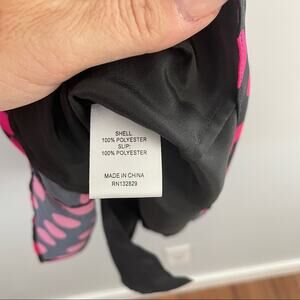 SHELL
100% POLYESTER
SLIP:
100% POLYESTER
MADE IN CHINA
RN132829